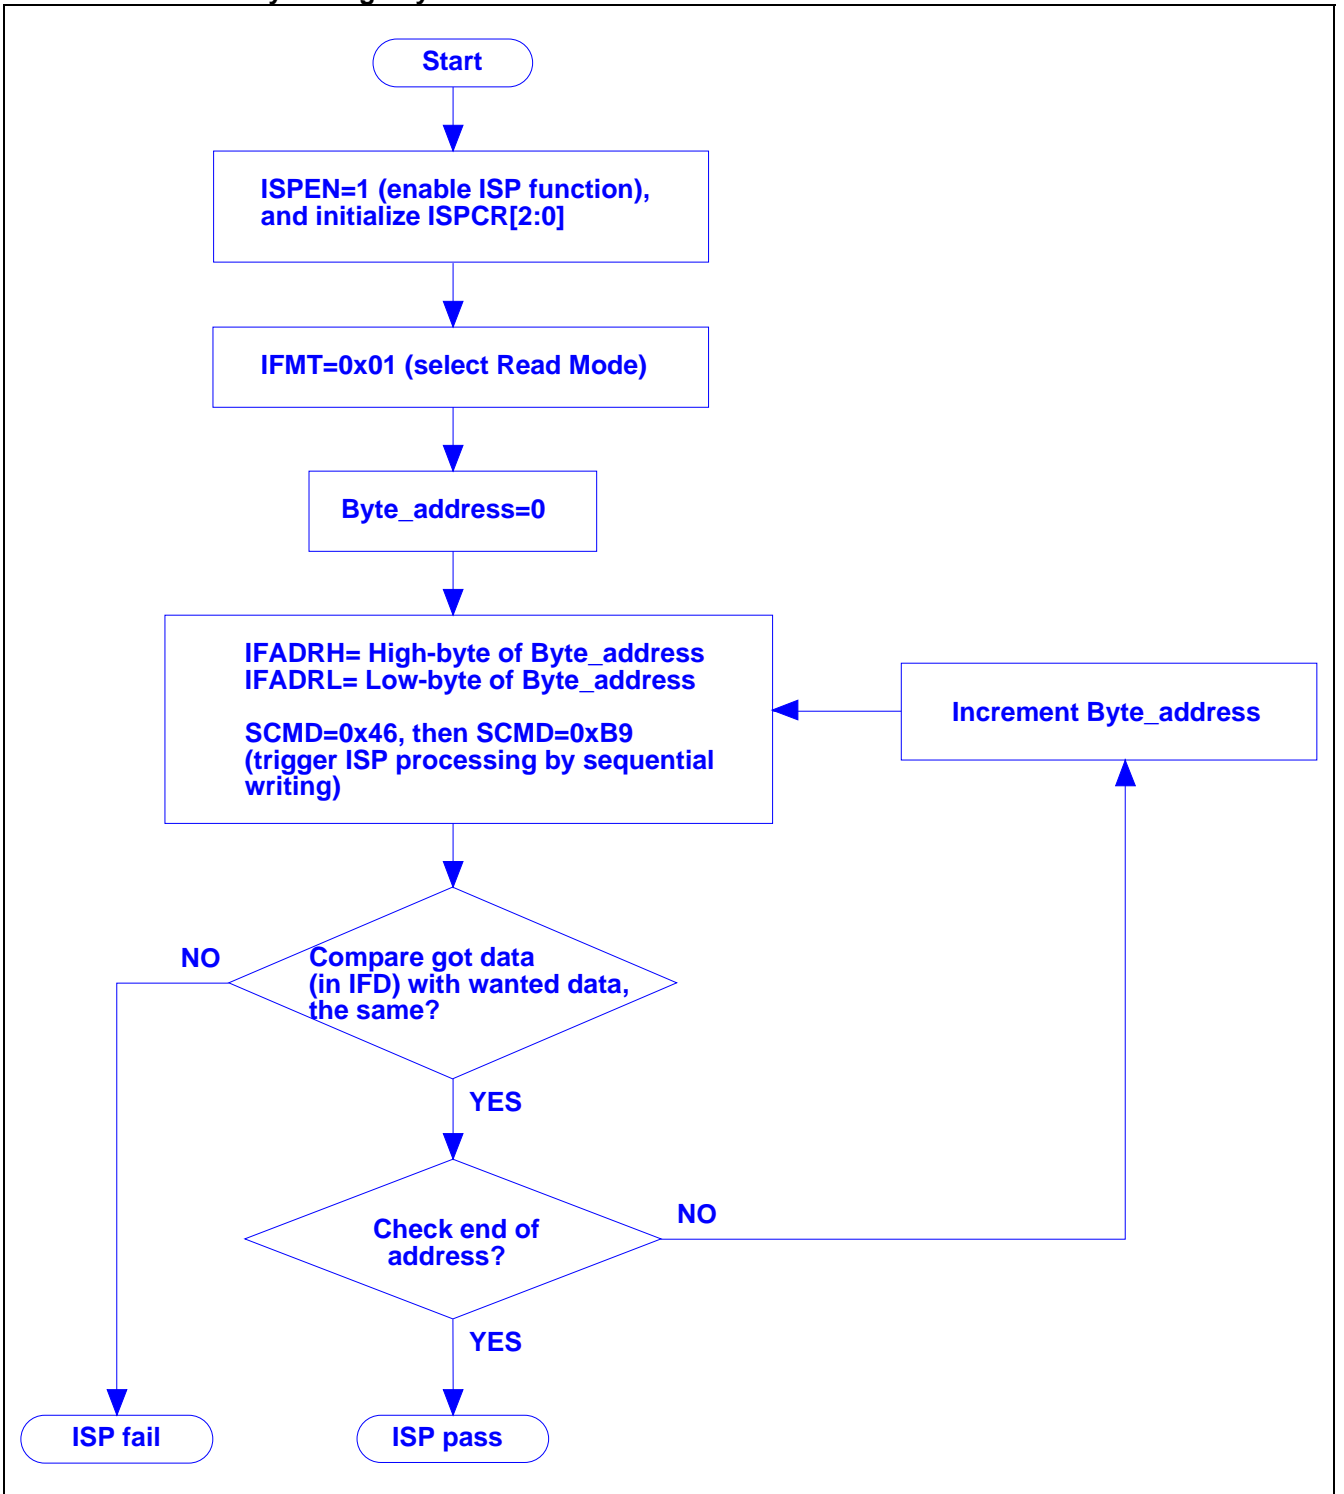 Start
ISPEN=1 (enable ISP function),
and initialize ISPCR[2:0]
IFMT=0x01 (select Read Mode)
Byte_address=0
IFADRH= High-byte of Byte_address
IFADRL= Low-byte of Byte_address
SCMD=0x46, then SCMD=0xB9
(trigger ISP processing by sequential
writing)
Increment Byte_address
NO
Compare got data
(in IFD) with wanted data,
the same?
YES
Check end of
address?
NO
YES
ISP fail
ISP pass